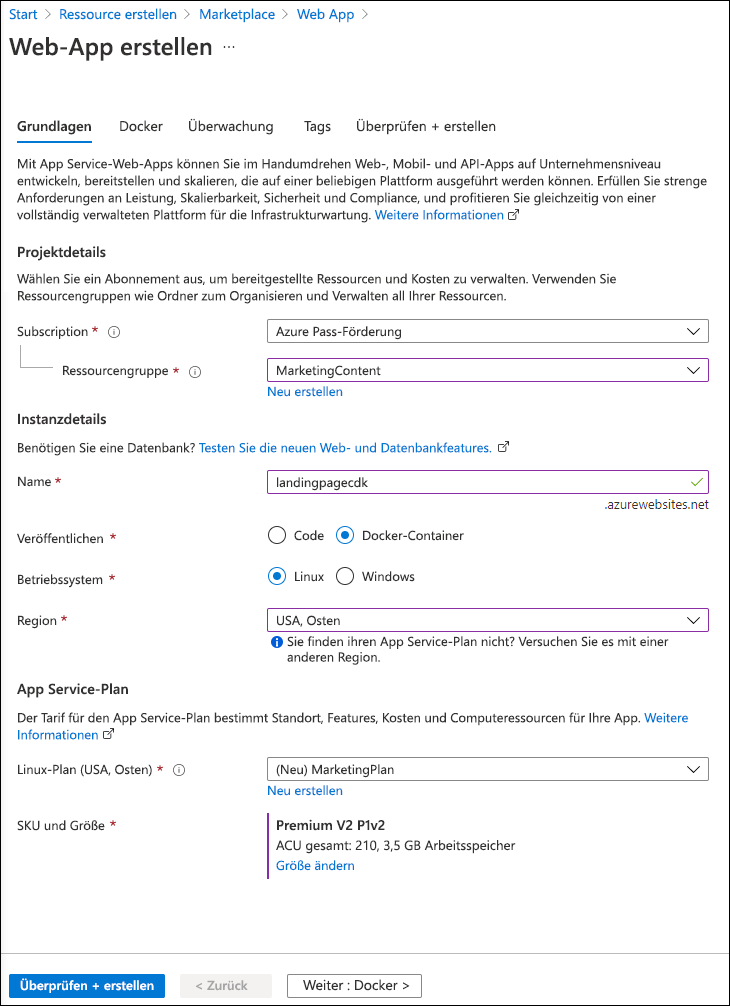 Start > Ressource erstellen > Marketplace > Web App >
Web-App erstellen ...
Grundlagen Docker Überwachung Tags Überprüfen + erstellen
Mit App Service-Web-Apps können Sie im Handumdrehen Web-, Mobil- und API-Apps auf Unternehmensniveau
entwickeln, bereitstellen und skalieren, die auf einer beliebigen Plattform ausgeführt werden können. Erfüllen Sie strenge
Anforderungen an Leistung, Skalierbarkeit, Sicherheit und Compliance, und profitieren Sie gleichzeitig von einer
vollständig verwalteten Plattform für die Infrastrukturwartung. Weitere Informationen
Projektdetails
Wählen Sie ein Abonnement aus, um bereitgestellte Ressourcen und Kosten zu verwalten. Verwenden Sie
Ressourcengruppen wie Ordner zum Organisieren und Verwalten all Ihrer Ressourcen.
Subscription * Azure Pass-Förderung
Ressourcengruppe * MarketingContent
Neu erstellen
Instanzdetails
Benötigen Sie eine Datenbank? Testen Sie die neuen Web- und Datenbankfeatures.
Name * landingpagecdk
.azurewebsites.net
Veröffentlichen * Code Docker-Container
Betriebssystem * Linux Windows
Region * USA, Osten
Sie finden ihren App Service-Plan nicht? Versuchen Sie es mit einer
anderen Region.
App Service-Plan
Der Tarif für den App Service-Plan bestimmt Standort, Features, Kosten und Computeressourcen für Ihre App. Weitere
Informationen
Linux-Plan (USA, Osten) * (Neu) MarketingPlan
Neu erstellen
SKU und Größe * Premium V2 P1v2
ACU gesamt: 210, 3,5 GB Arbeitsspeicher
Größe ändern
Überprüfen + erstellen < Zurück Weiter : Docker >